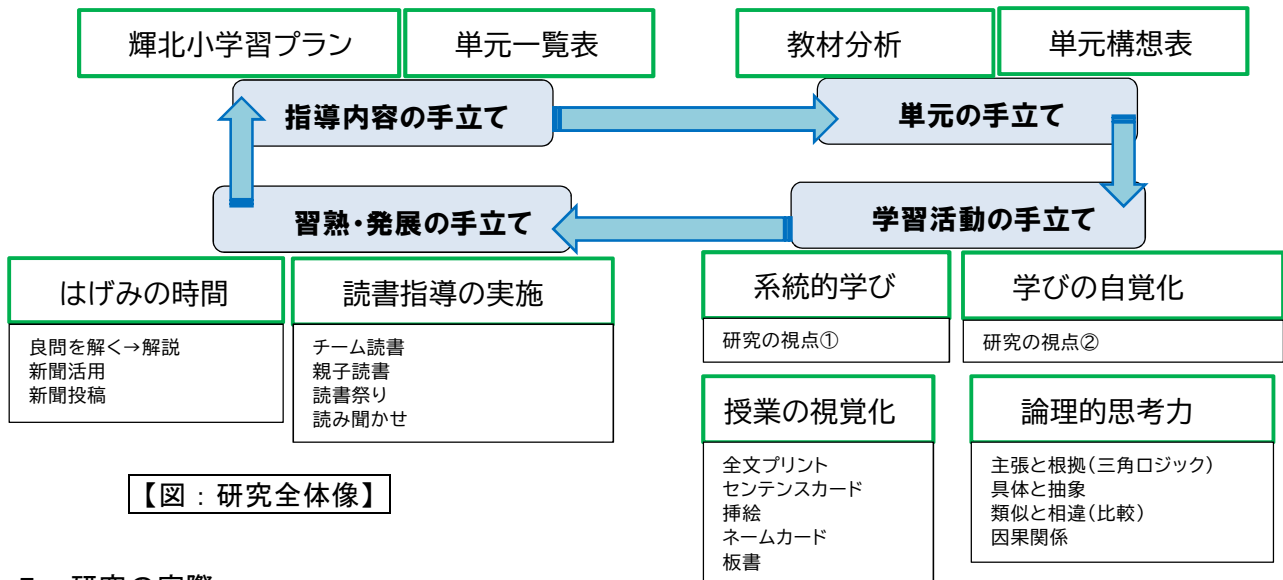 輝北小学習プラン
単元一覧表
教材分析
単元構想表
指導内容の手立て
単元の手立て
習熟・発展の手立て
学習活動の手立て
はげみの時間
良問を解く→解説
新聞活用
新聞投稿
読書指導の実施
チーム読書
親子読書
読書祭り
読み聞かせ
系統的学び
研究の視点①
学びの自覚化
研究の視点②
授業の視覚化
全文プリント
センテンスカード
挿絵
ネームカード
板書
論理的思考力
主張と根拠(三角ロジック)
具体と抽象
類似と相違(比較)
因果関係
【図：研究全体像】
研究の実際